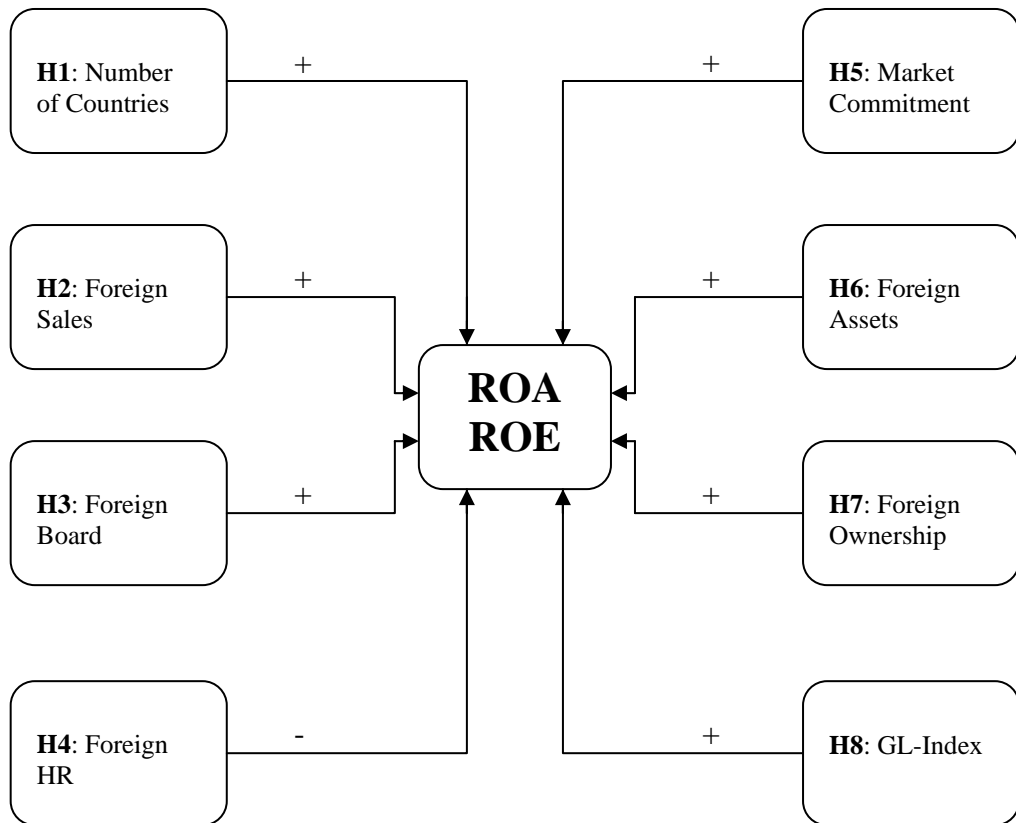 H1: Number
of Countries
+
H2: Foreign
Sales
+
H3: Foreign
Board
+
H4: Foreign
HR
-
ROA
ROE
+
H5: Market
Commitment
+
H6: Foreign
Assets
+
H7: Foreign
Ownership
+
H8: GL-Index